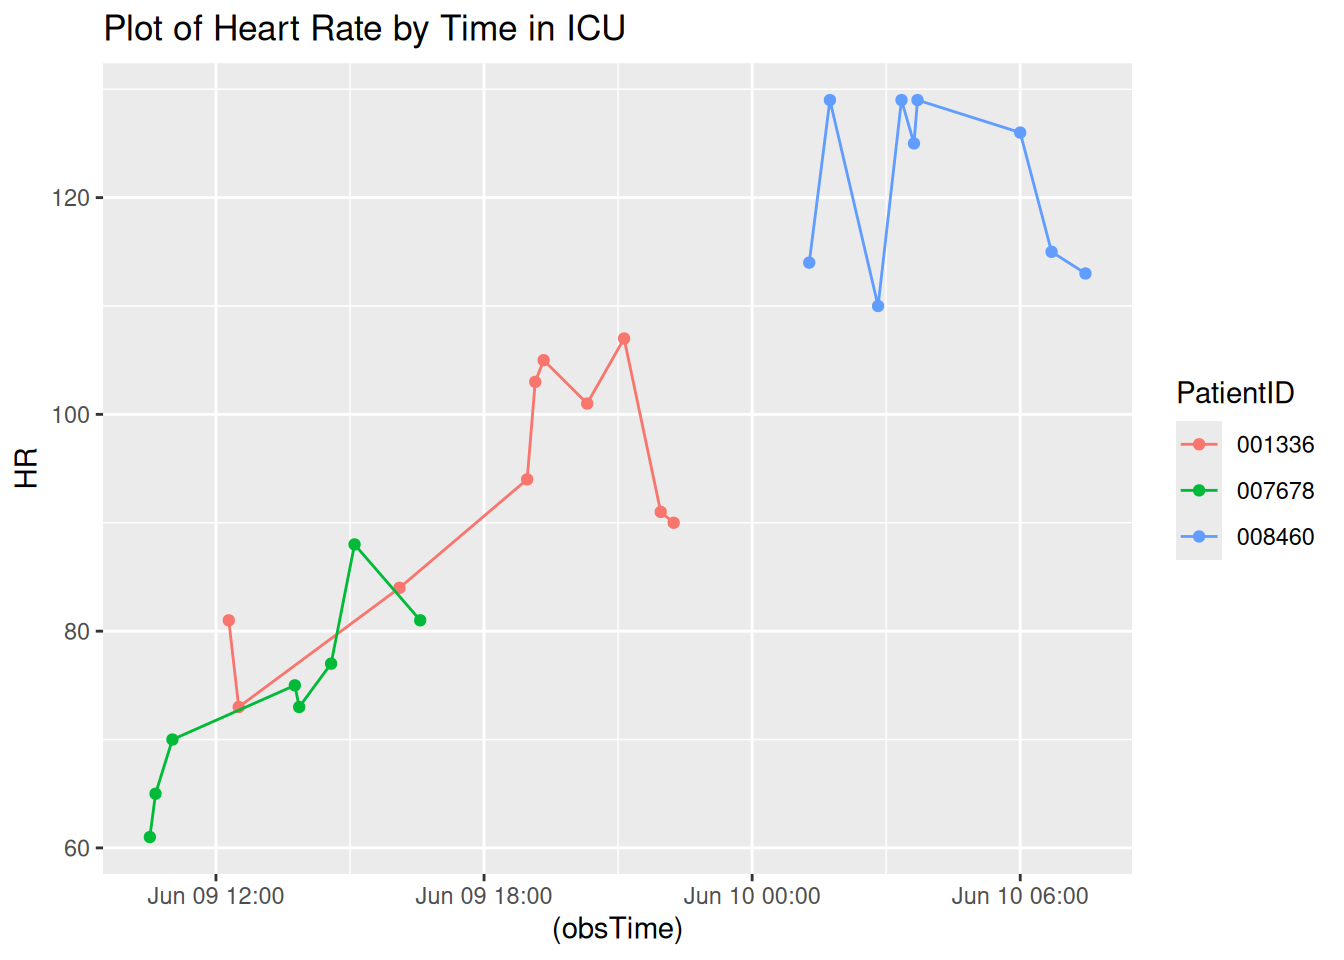 Plot of Heart Rate by Time in ICU
HR
120
100
80
60
Jun 09 12:00 Jun 09 18:00 Jun 10 00:00 Jun 10 06:00
(obsTime)
PatientID
001336
007678
008460